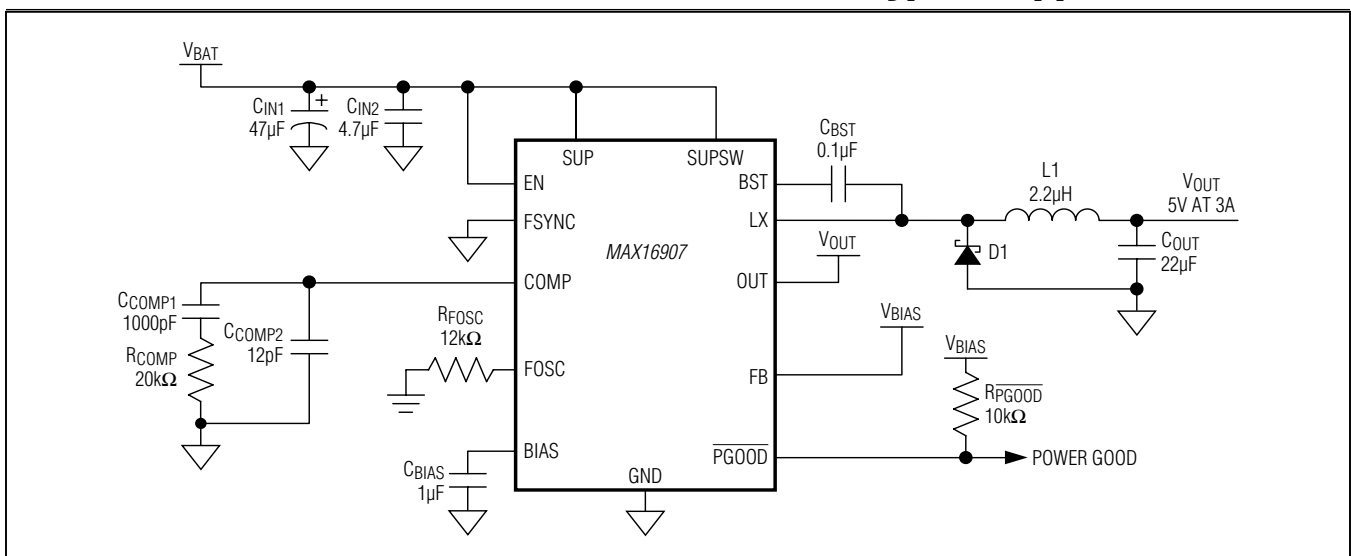 VBAT
CIN1
47µF
+
CIN2
4.7µF
SUP
SUPSW
CBST
0.1µF
BST
EN
LX
L1
2.2µH
VOUT
5V AT 3A
FSYNC
MAX16907
VOUT
D1
COUT
22µF
COMP
OUT
CCOMP1
1000pF
CCOMP2
12pF
RCOMP
20kΩ
RFOSC
12kΩ
FOSC
VBIAS
FB
VBIAS
RPGOOD
10kΩ
BIAS
CBIAS
1µF
PGOOD
POWER GOOD
GND